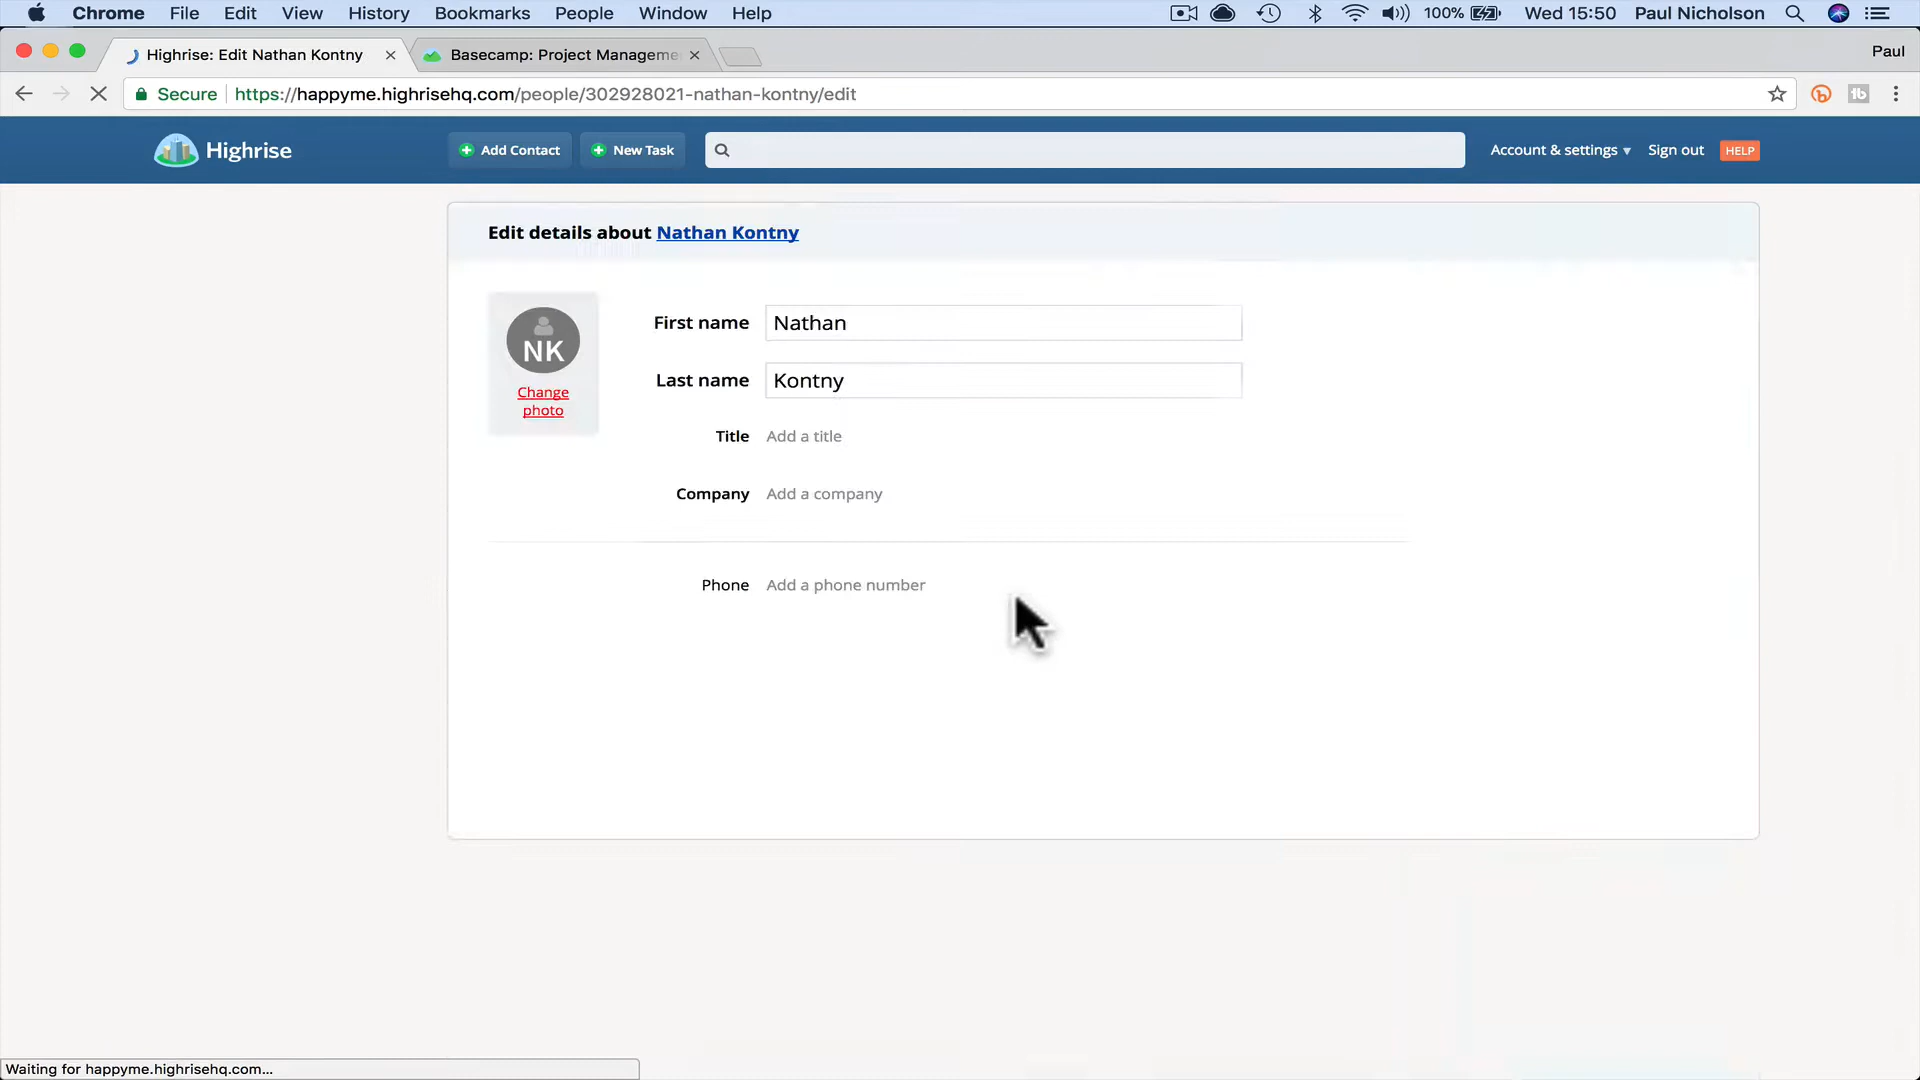 Chrome File Edit View History Bookmarks People Window Help 100% Wed 15:50 Paul Nicholson
Highrise: Edit Nathan Kontny Basecamp: Project Manageme Paul
Secure https://happyme.highrisehq.com/people/302928021-nathan-kontny/edit
Highrise Add Contact New Task Account & settings Sign out HELP
Edit details about Nathan Kontny
NK
Change
photo
First name Nathan
Last name Kontny
Title Add a title
Company Add a company
Phone Add a phone number
Waiting for happyme.highrisehq.com...